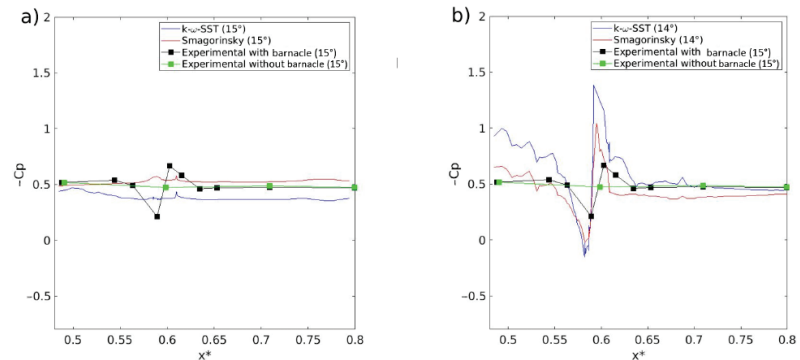 a)
2
1.5
1
0.5
0
−0.5
−Cp
k-ω-SST (15°)
Smagorinsky (15°)
Experimental with barnacle (15°)
Experimental without barnacle (15°)
0.5
0.55
0.6
0.65
0.7
0.75
0.8
x*
b)
2
1.5
1
0.5
0
−0.5
−Cp
k-ω-SST (14°)
Smagorinsky (14°)
Experimental with barnacle (15°)
Experimental without barnacle (15°)
0.5
0.55
0.6
0.65
0.7
0.75
0.8
x*